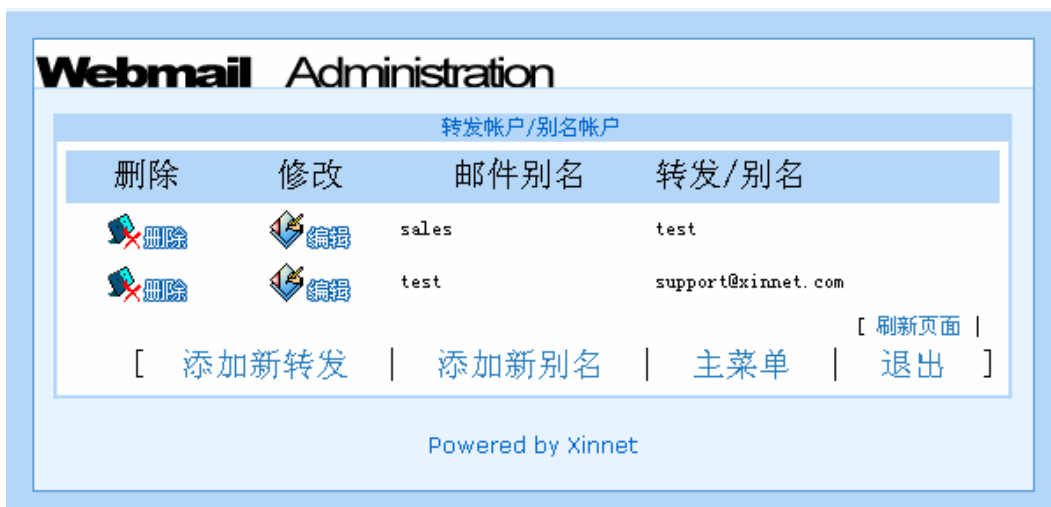 Webmail Administration
转发帐户/别名帐户
删除 修改 邮件别名 转发/别名
删除 编辑 sales test
删除 编辑 test support@xinnet.com
[ 刷新页面 |
[ 添加新转发 | 添加新别名 | 主菜单 | 退出 ]
Powered by Xinnet